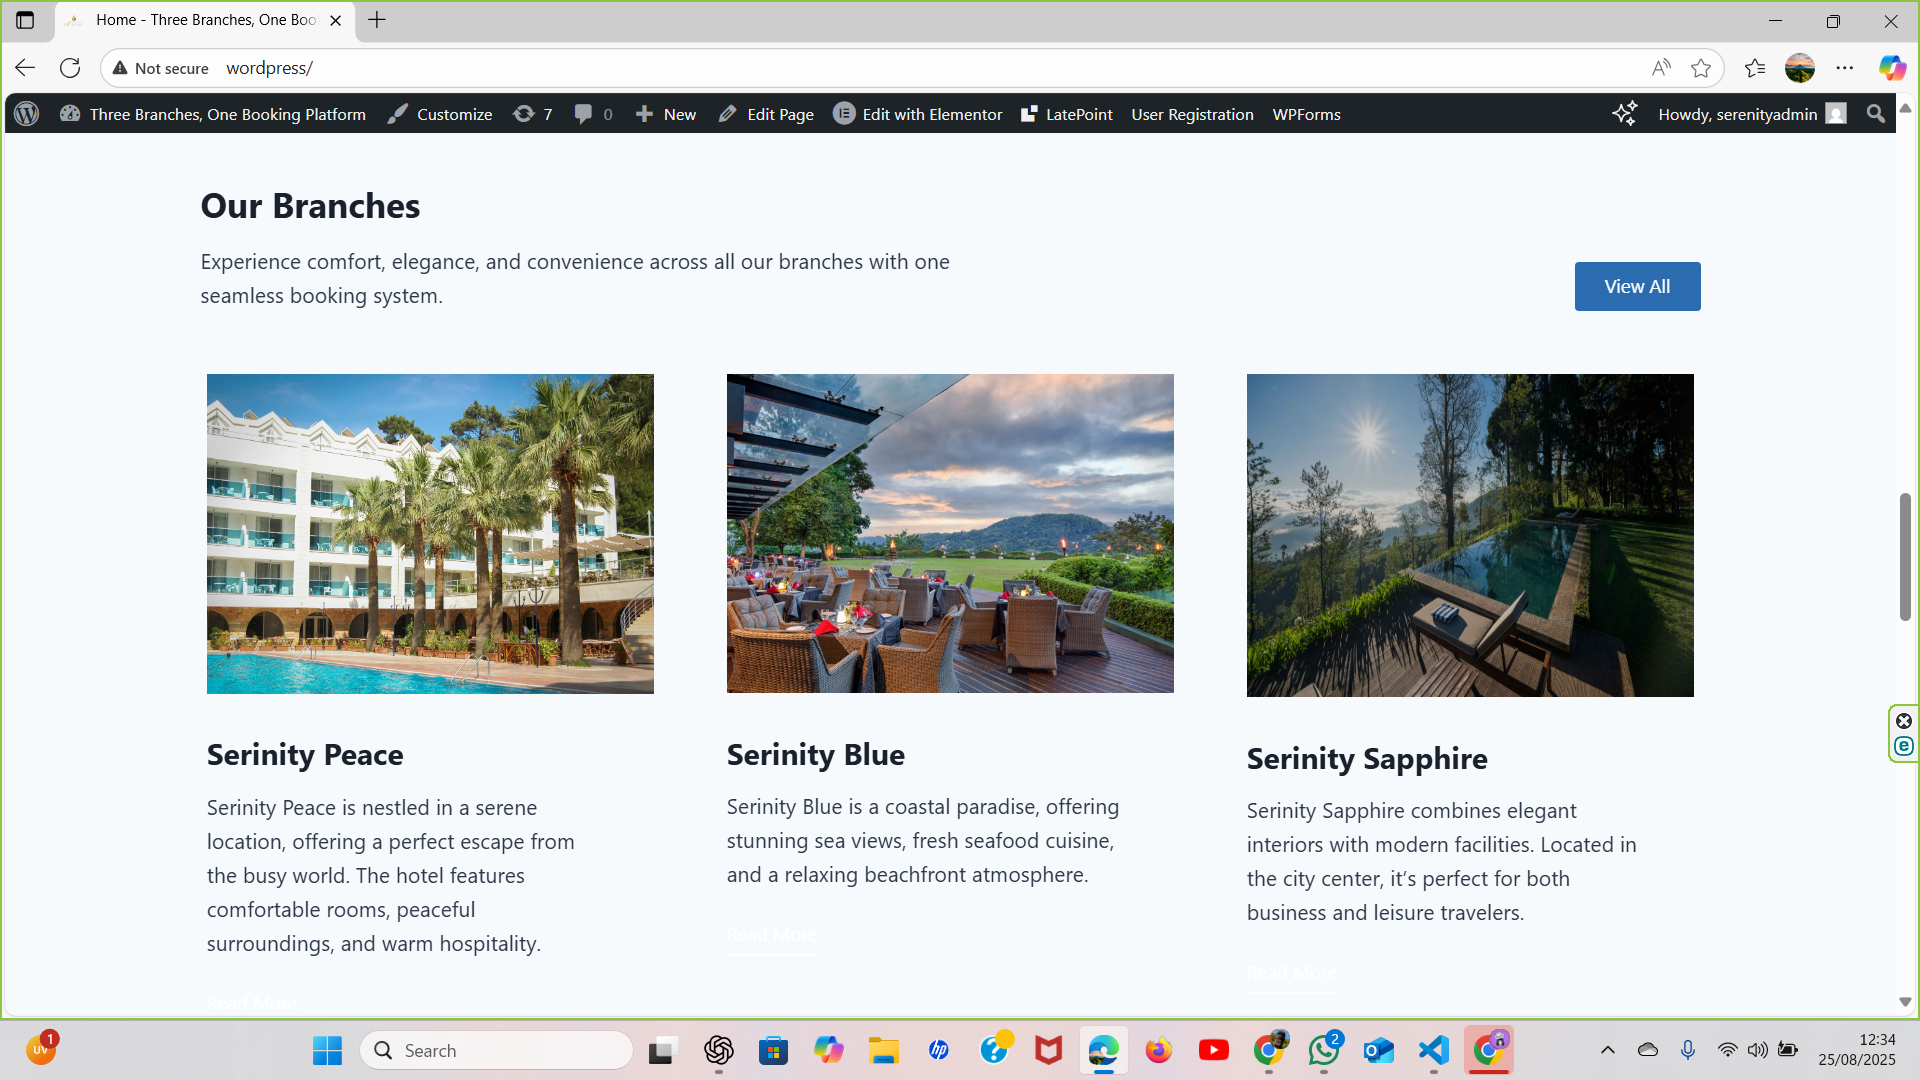 Home - Three Branches, One Boo
Not secure
wordpress/
Three Branches, One Booking Platform
Customize
7
0
New
Edit Page
Edit with Elementor
LatePoint
User Registration
WPForms
Howdy, serenityadmin
Our Branches
Experience comfort, elegance, and convenience across all our branches with one
seamless booking system.
View All
Serinity Peace
Serinity Peace is nestled in a serene
location, offering a perfect escape from
the busy world. The hotel features
comfortable rooms, peaceful
surroundings, and warm hospitality.
Read More
Serinity Blue
Serinity Blue is a coastal paradise, offering
stunning sea views, fresh seafood cuisine,
and a relaxing beachfront atmosphere.
Read More
Serinity Sapphire
Serinity Sapphire combines elegant
interiors with modern facilities. Located in
the city center, it’s perfect for both
business and leisure travelers.
Read More
UV
1
Search
hp
2
12:34
25/08/2025